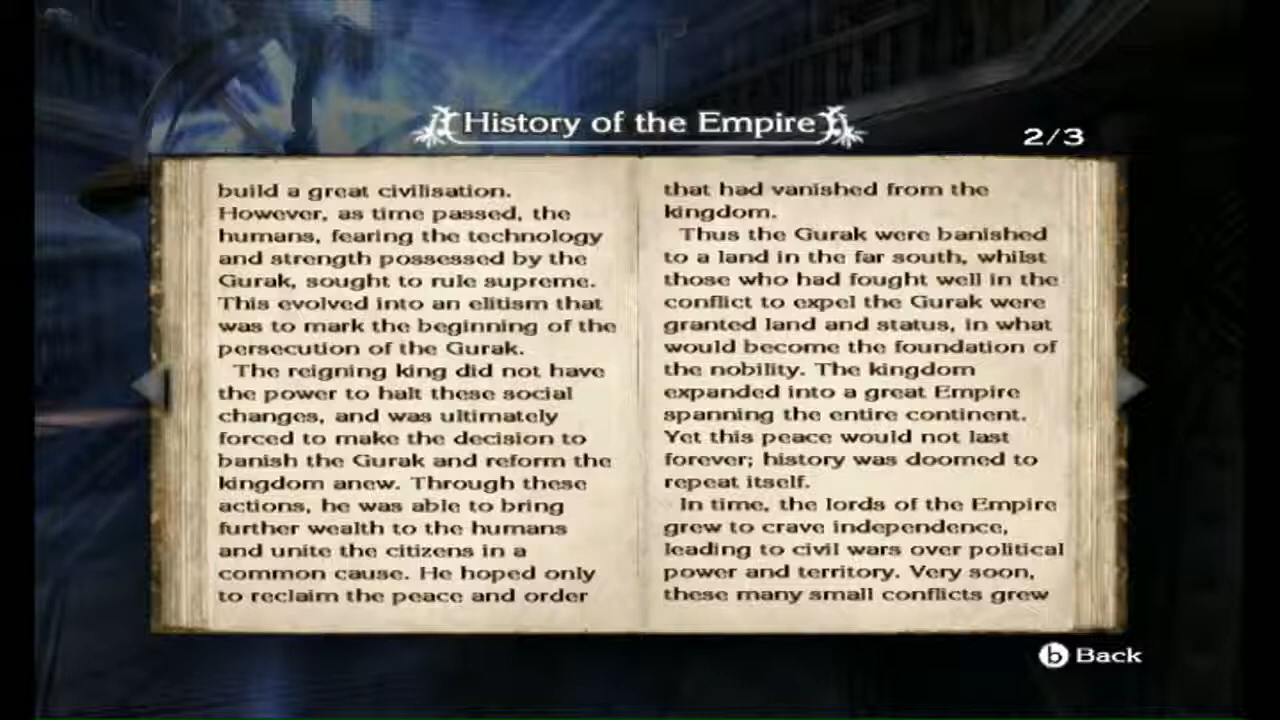 History of the Empire
2/3
build a great civilisation.
However, as time passed, the
humans, fearing the technology
and strength possessed by the
Gurak, sought to rule supreme.
This evolved into an elitism that
was to mark the beginning of the
persecution of the Gurak.
The reigning king did not have
the power to halt these social
changes, and was ultimately
forced to make the decision to
banish the Gurak and reform the
kingdom anew. Through these
actions, he was able to bring
further wealth to the humans
and unite the citizens in a
common cause. He hoped only
to reclaim the peace and order
that had vanished from the
kingdom.
Thus the Gurak were banished
to a land in the far south, whilst
those who had fought well in the
conflict to expel the Gurak were
granted land and status, in what
would become the foundation of
the nobility. The kingdom
expanded into a great Empire
spanning the entire continent.
Yet this peace would not last
forever; history was doomed to
repeat itself.
In time, the lords of the Empire
grew to crave independence,
leading to civil wars over political
power and territory. Very soon,
these many small conflicts grew
b Back